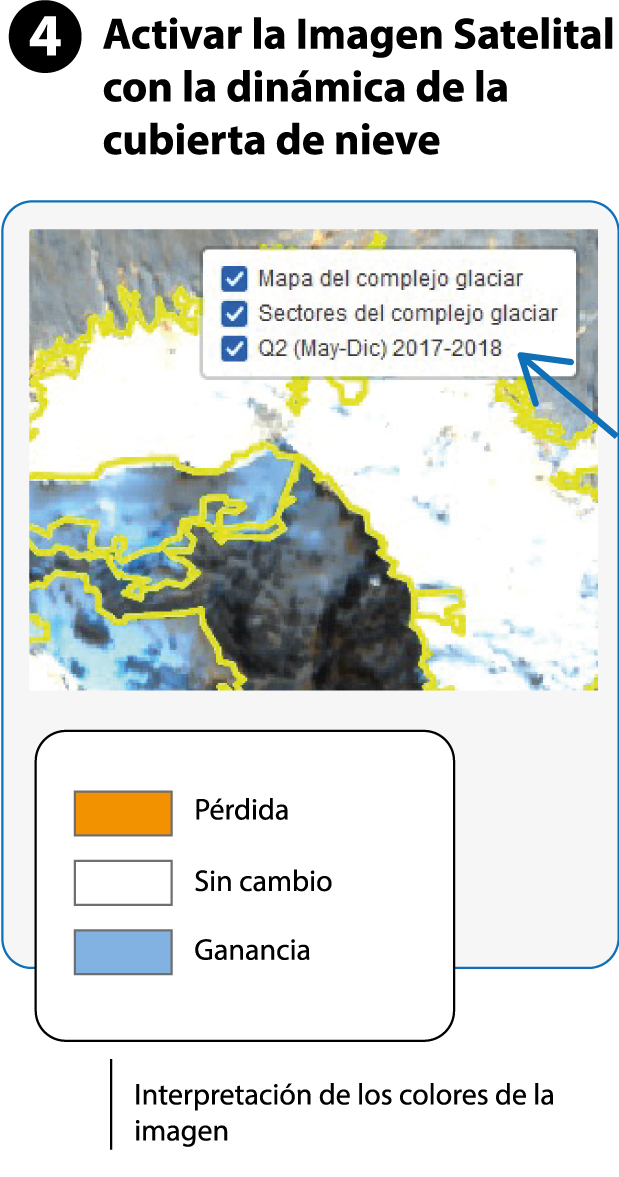 4
Activar la Imagen Satelital
con la dinámica de la
cubierta de nieve
Mapa del complejo glaciar
Sectores del complejo glaciar
Q2 (May-Dic) 2017-2018
Pérdida
Sin cambio
Ganancia
Interpretación de los colores de la
imagen